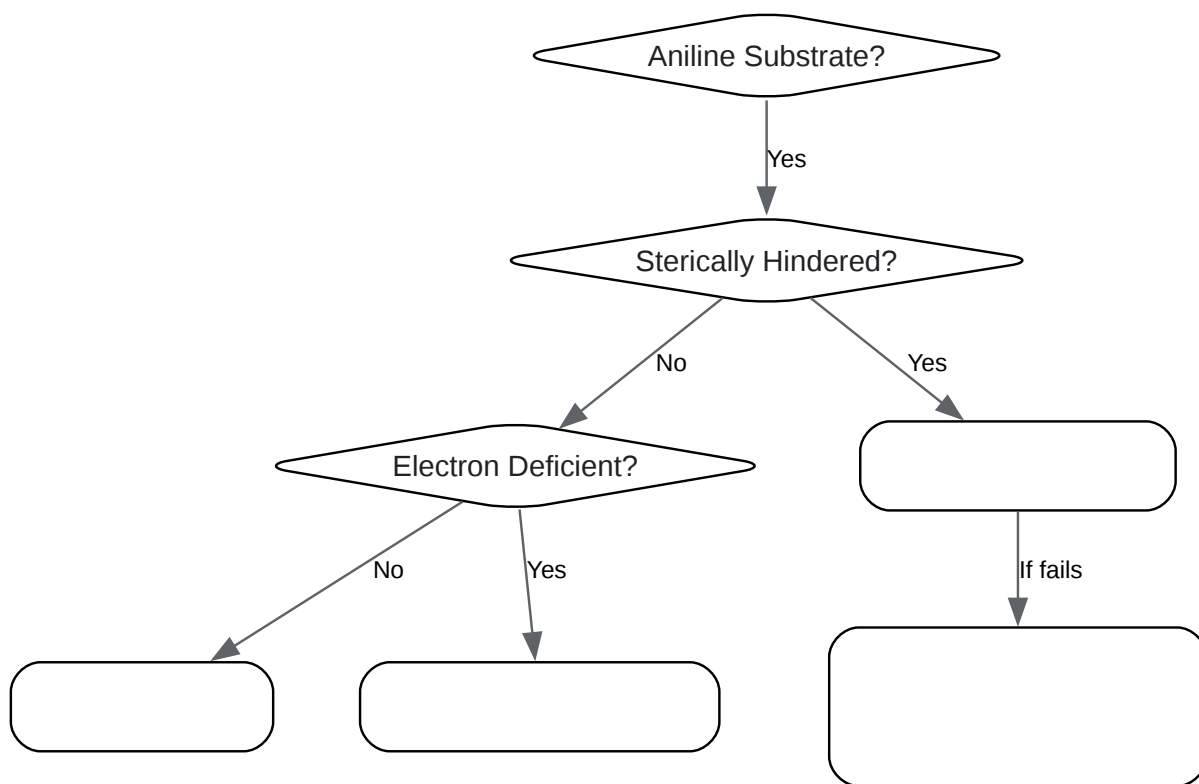 Aniline Substrate?
Yes
Sterically Hindered?
No
Yes
Electron Deficient?
No
Yes
If fails